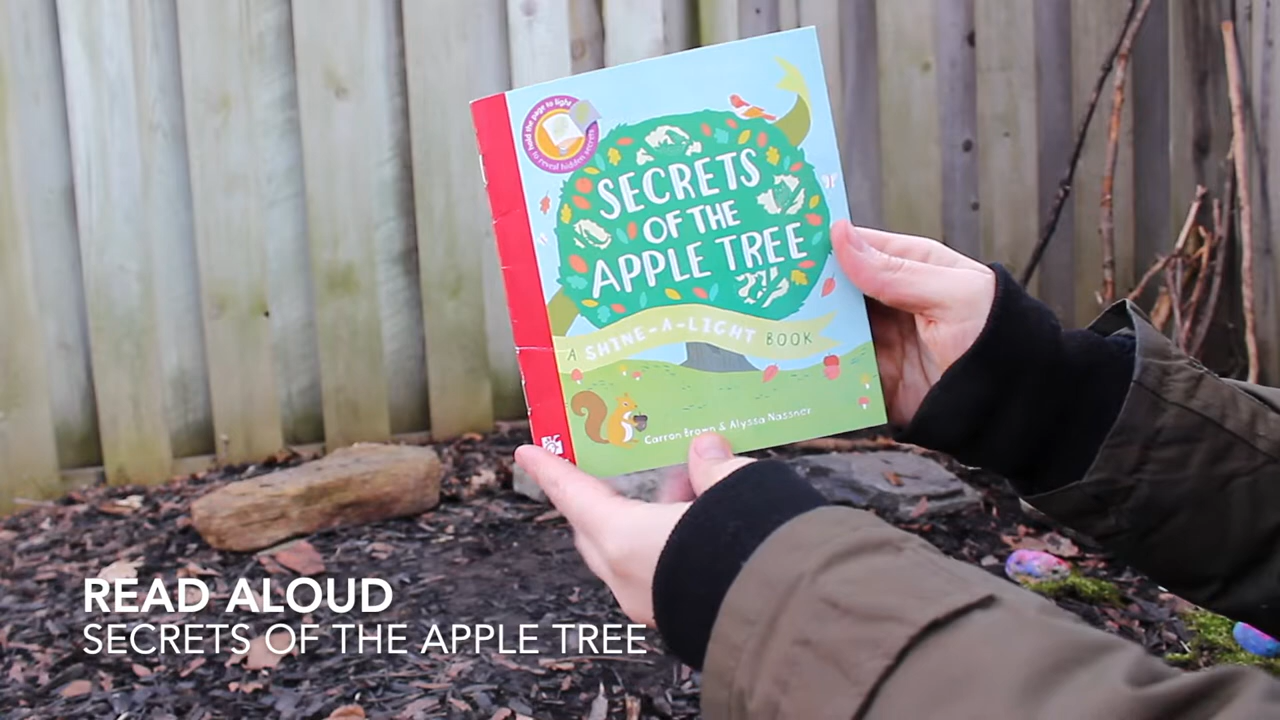 hold the page to light
to reveal hidden secrets
SECRETS
OF THE
APPLE TREE
A SHINE-A-LIGHT BOOK
Carron Brown & Alyssa Nassner
READ ALOUD
SECRETS OF THE APPLE TREE